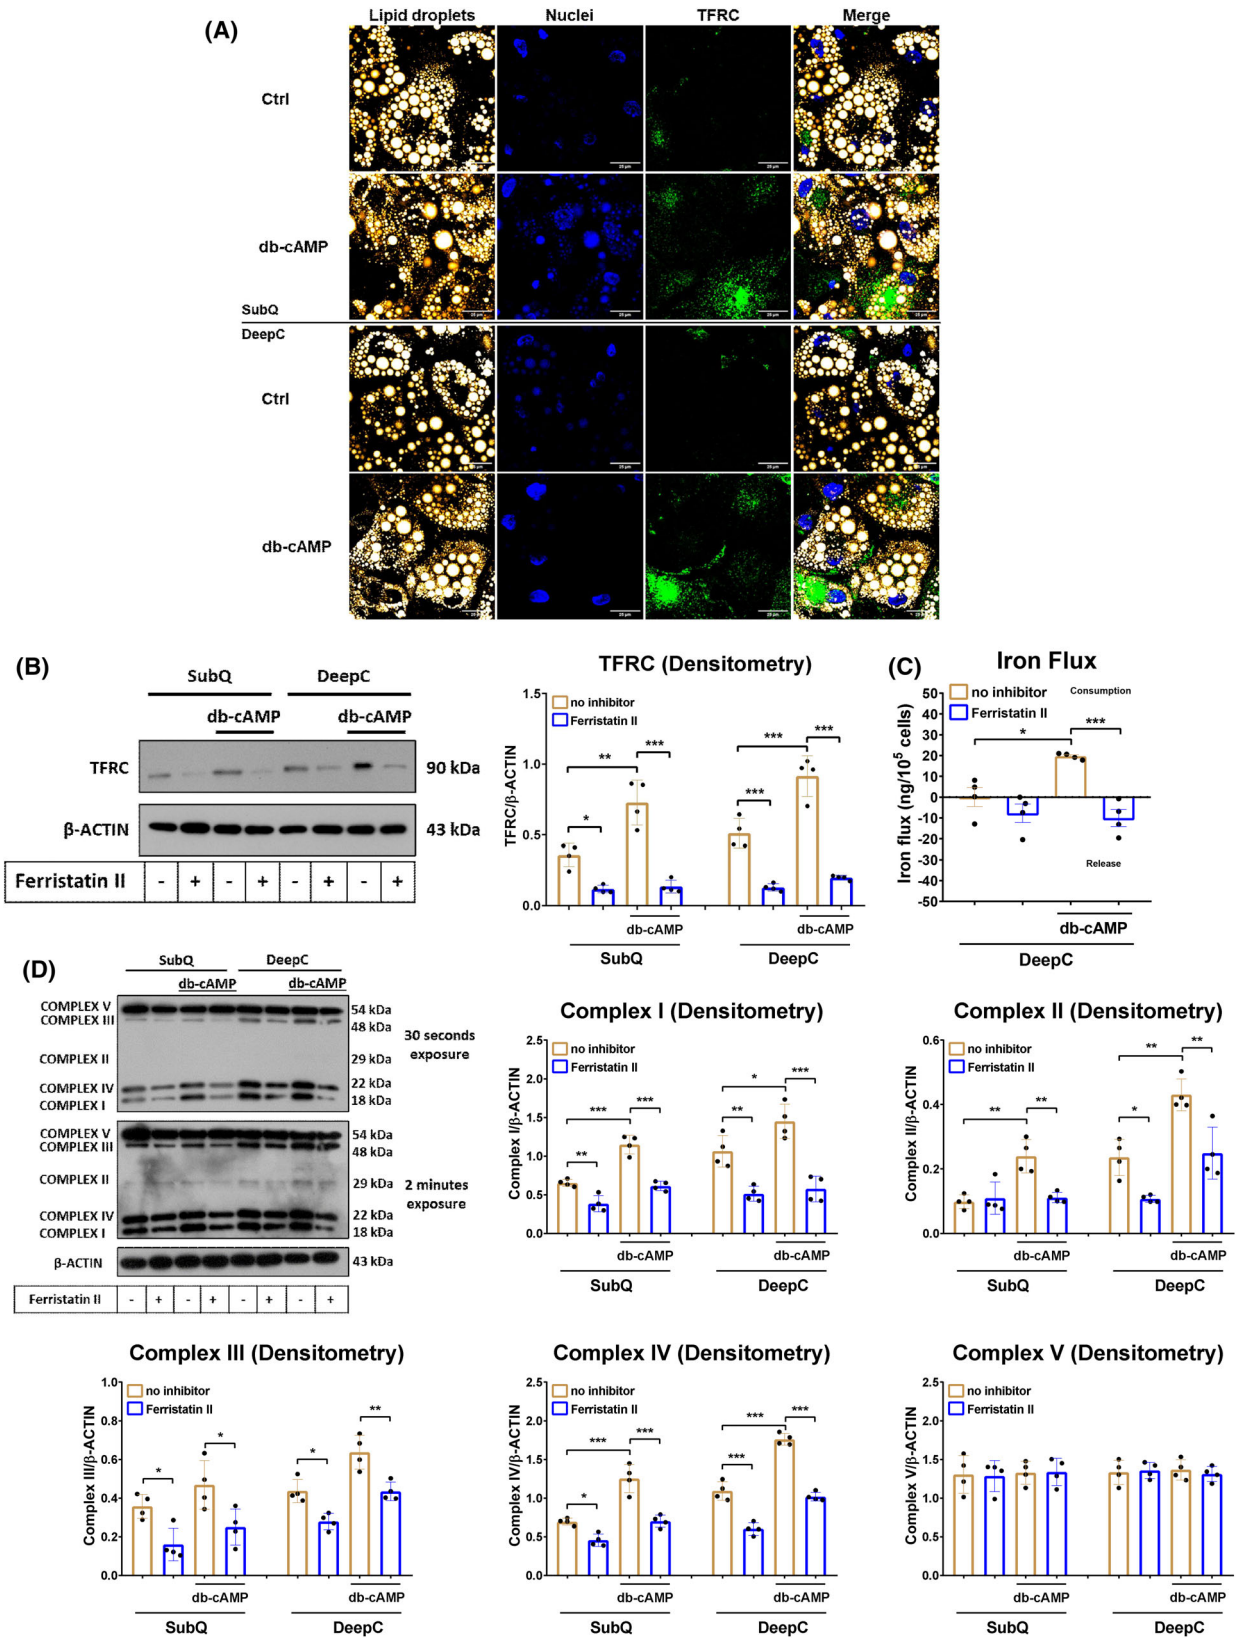 (A)
Lipid droplets Nuclei TFRC Merge
Ctrl
db-cAMP
SubQ
DeepC
Ctrl
db-cAMP
(B)
SubQ DeepC
db-cAMP db-cAMP
TFRC 90 kDa
β-ACTIN 43 kDa
Ferristatin II - + - + - + - +
TFRC (Densitometry)
no inhibitor
Ferristatin II
TFRC/β-ACTIN
1.5
1.0
0.5
0.0
* ** *** *** *** ***
db-cAMP db-cAMP
SubQ DeepC
(C)
Iron Flux
no inhibitor
Ferristatin II
Consumption
Release
Iron flux (ng/10⁵ cells)
50
40
30
20
10
0
-10
-20
-30
-40
-50
* ***
db-cAMP
DeepC
(D)
SubQ DeepC
db-cAMP db-cAMP
COMPLEX V 54 kDa
COMPLEX III 48 kDa
COMPLEX II 29 kDa
COMPLEX IV 22 kDa
COMPLEX I 18 kDa
30 seconds
exposure
COMPLEX V 54 kDa
COMPLEX III 48 kDa
COMPLEX II 29 kDa
COMPLEX IV 22 kDa
COMPLEX I 18 kDa
2 minutes
exposure
β-ACTIN 43 kDa
Ferristatin II - + - + - + - +
Complex I (Densitometry)
no inhibitor
Ferristatin II
Complex I/β-ACTIN
2.5
2.0
1.5
1.0
0.5
0.0
** *** *** ** * ***
db-cAMP db-cAMP
SubQ DeepC
Complex II (Densitometry)
no inhibitor
Ferristatin II
Complex II/β-ACTIN
0.6
0.4
0.2
0.0
** ** * ** **
db-cAMP db-cAMP
SubQ DeepC
Complex III (Densitometry)
no inhibitor
Ferristatin II
Complex III/β-ACTIN
1.0
0.8
0.6
0.4
0.2
0.0
* * * **
db-cAMP db-cAMP
SubQ DeepC
Complex IV (Densitometry)
no inhibitor
Ferristatin II
Complex IV/β-ACTIN
2.5
2.0
1.5
1.0
0.5
0.0
* *** *** *** *** ***
db-cAMP db-cAMP
SubQ DeepC
Complex V (Densitometry)
no inhibitor
Ferristatin II
Complex V/β-ACTIN
2.5
2.0
1.5
1.0
0.5
0.0
db-cAMP db-cAMP
SubQ DeepC